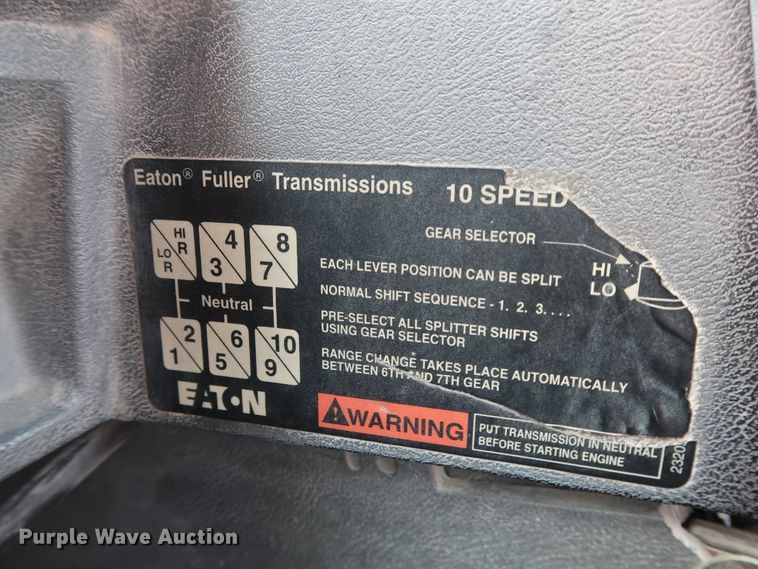 Eaton® Fuller® Transmissions 10 SPEED
GEAR SELECTOR
HI
LO
HI
R
LO
R
4
3
8
7
Neutral
2
1
6
5
10
9
EACH LEVER POSITION CAN BE SPLIT
NORMAL SHIFT SEQUENCE - 1. 2. 3. . . .
PRE-SELECT ALL SPLITTER SHIFTS
USING GEAR SELECTOR
RANGE CHANGE TAKES PLACE AUTOMATICALLY
BETWEEN 6TH AND 7TH GEAR
EATON
WARNING
PUT TRANSMISSION IN NEUTRAL
BEFORE STARTING ENGINE
2320
Purple Wave Auction